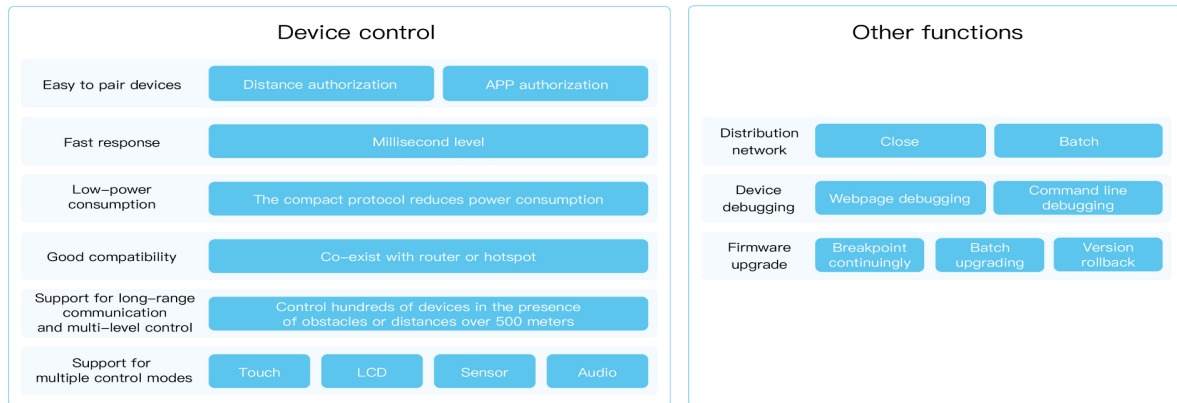 Device control
Easy to pair devices
Distance authorization
APP authorization
Fast response
Millisecond level
Low-power
consumption
The compact protocol reduces power consumption
Good compatibility
Co-exist with router or hotspot
Support for long-range
communication
and multi-level control
Control hundreds of devices in the presence
of obstacles or distances over 500 meters
Support for
multiple control modes
Touch
LCD
Sensor
Audio
Other functions
Distribution
network
Close
Batch
Device
debugging
Webpage debugging
Command line
debugging
Firmware
upgrade
Breakpoint
continuingly
Batch
upgrading
Version
rollback